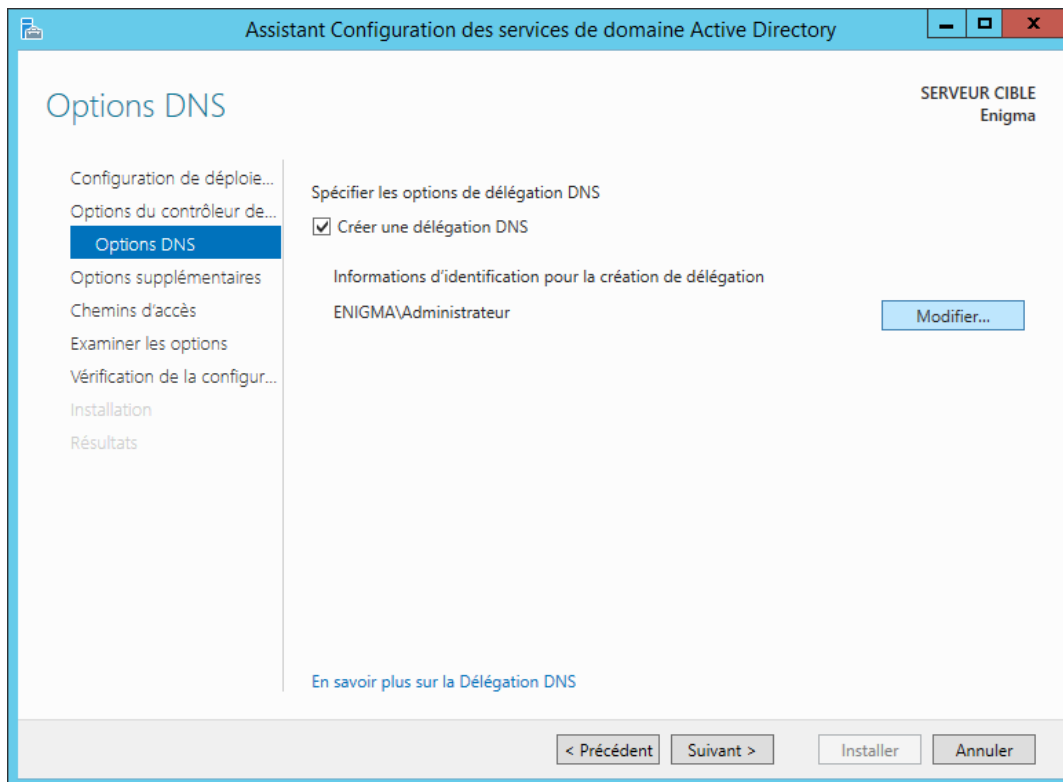 Assistant Configuration des services de domaine Active Directory
Options DNS
SERVEUR CIBLE
Enigma
Configuration de déploie...
Options du contrôleur de...
Options DNS
Options supplémentaires
Chemins d'accès
Examiner les options
Vérification de la configur...
Installation
Résultats
Spécifier les options de délégation DNS
Créer une délégation DNS
Informations d'identification pour la création de délégation
ENIGMA\Administrateur
Modifier...
En savoir plus sur la Délégation DNS
< Précédent
Suivant >
Installer
Annuler